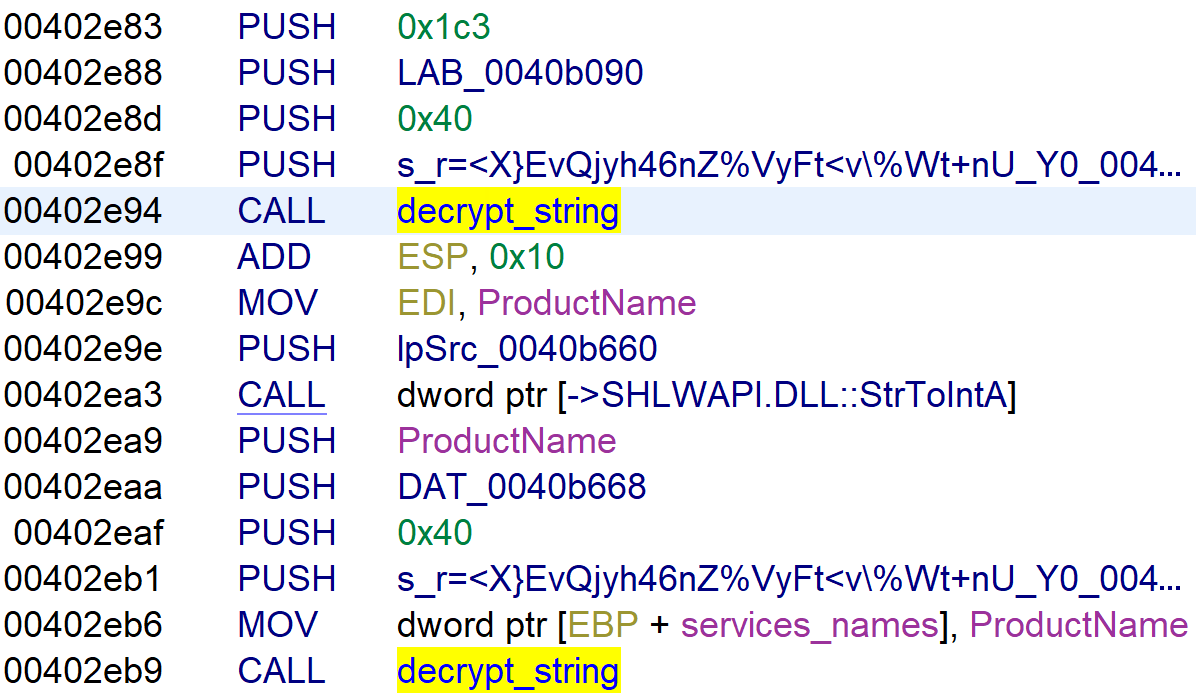 00402e83 PUSH 0x1c3
00402e88 PUSH LAB_0040b090
00402e8d PUSH 0x40
00402e8f PUSH s_r=<X}EvQjyh46nZ%VyFt<v\%Wt+nU_Y0_004...
00402e94 CALL decrypt_string
00402e99 ADD ESP, 0x10
00402e9c MOV EDI, ProductName
00402e9e PUSH lpSrc_0040b660
00402ea3 CALL dword ptr [->SHLWAPI.DLL::StrToIntA]
00402ea9 PUSH ProductName
00402eaa PUSH DAT_0040b668
00402eaf PUSH 0x40
00402eb1 PUSH s_r=<X}EvQjyh46nZ%VyFt<v\%Wt+nU_Y0_004...
00402eb6 MOV dword ptr [EBP + services_names], ProductName
00402eb9 CALL decrypt_string